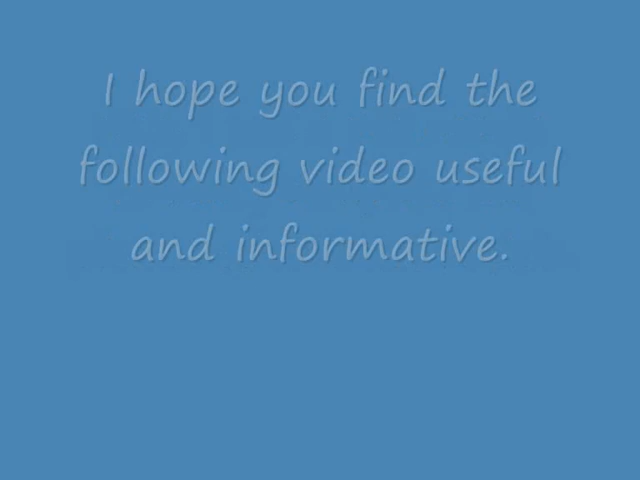 I hope you find the
following video useful
and informative.